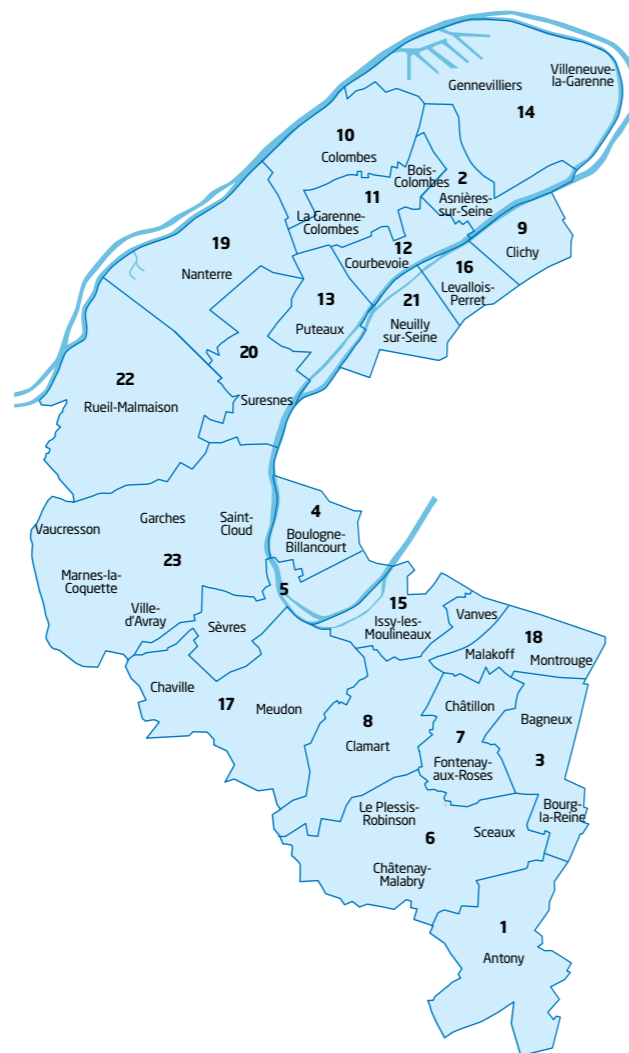 Villeneuve-
la-Garenne
Gennevilliers
14
10
Colombes
Bois-
Colombes
2
Asnières-
sur-Seine
11
La Garenne-
Colombes
9
Clichy
19
Nanterre
12
Courbevoie
16
Levallois-
Perret
13
Puteaux
21
Neuilly
sur-Seine
20
Suresnes
22
Rueil-Malmaison
4
Boulogne-
Billancourt
Vaucresson
Garches
Saint-
Cloud
23
Marnes-la-
Coquette
Ville-
d'Avray
5
15
Issy-les-
Moulineaux
Vanves
Sèvres
18
Malakoff
Montrouge
Chaville
17
Meudon
8
Clamart
Châtillon
7
Fontenay-
aux-Roses
Bagneux
3
Bourg-
la-Reine
Le Plessis-
Robinson
6
Sceaux
Châtenay-
Malabry
1
Antony